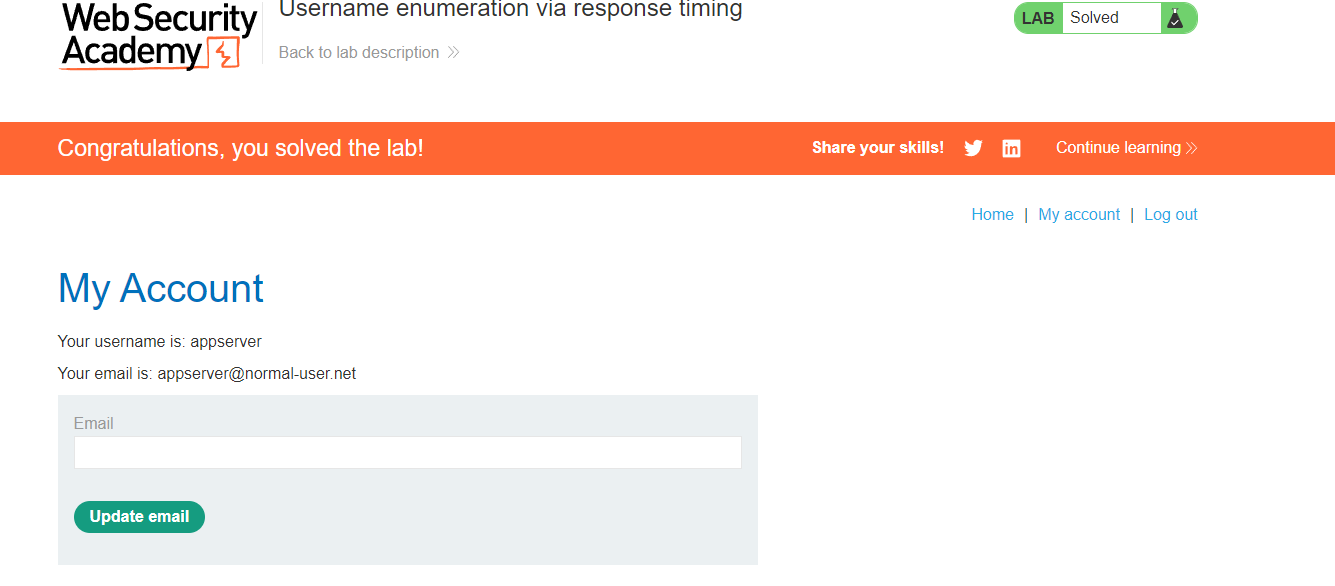 Web Security
Academy
Username enumeration via response timing
Back to lab description
LAB Solved
Congratulations, you solved the lab!
Share your skills!
in
Continue learning
Home | My account | Log out
My Account
Your username is: appserver
Your email is: appserver@normal-user.net
Email
Update email